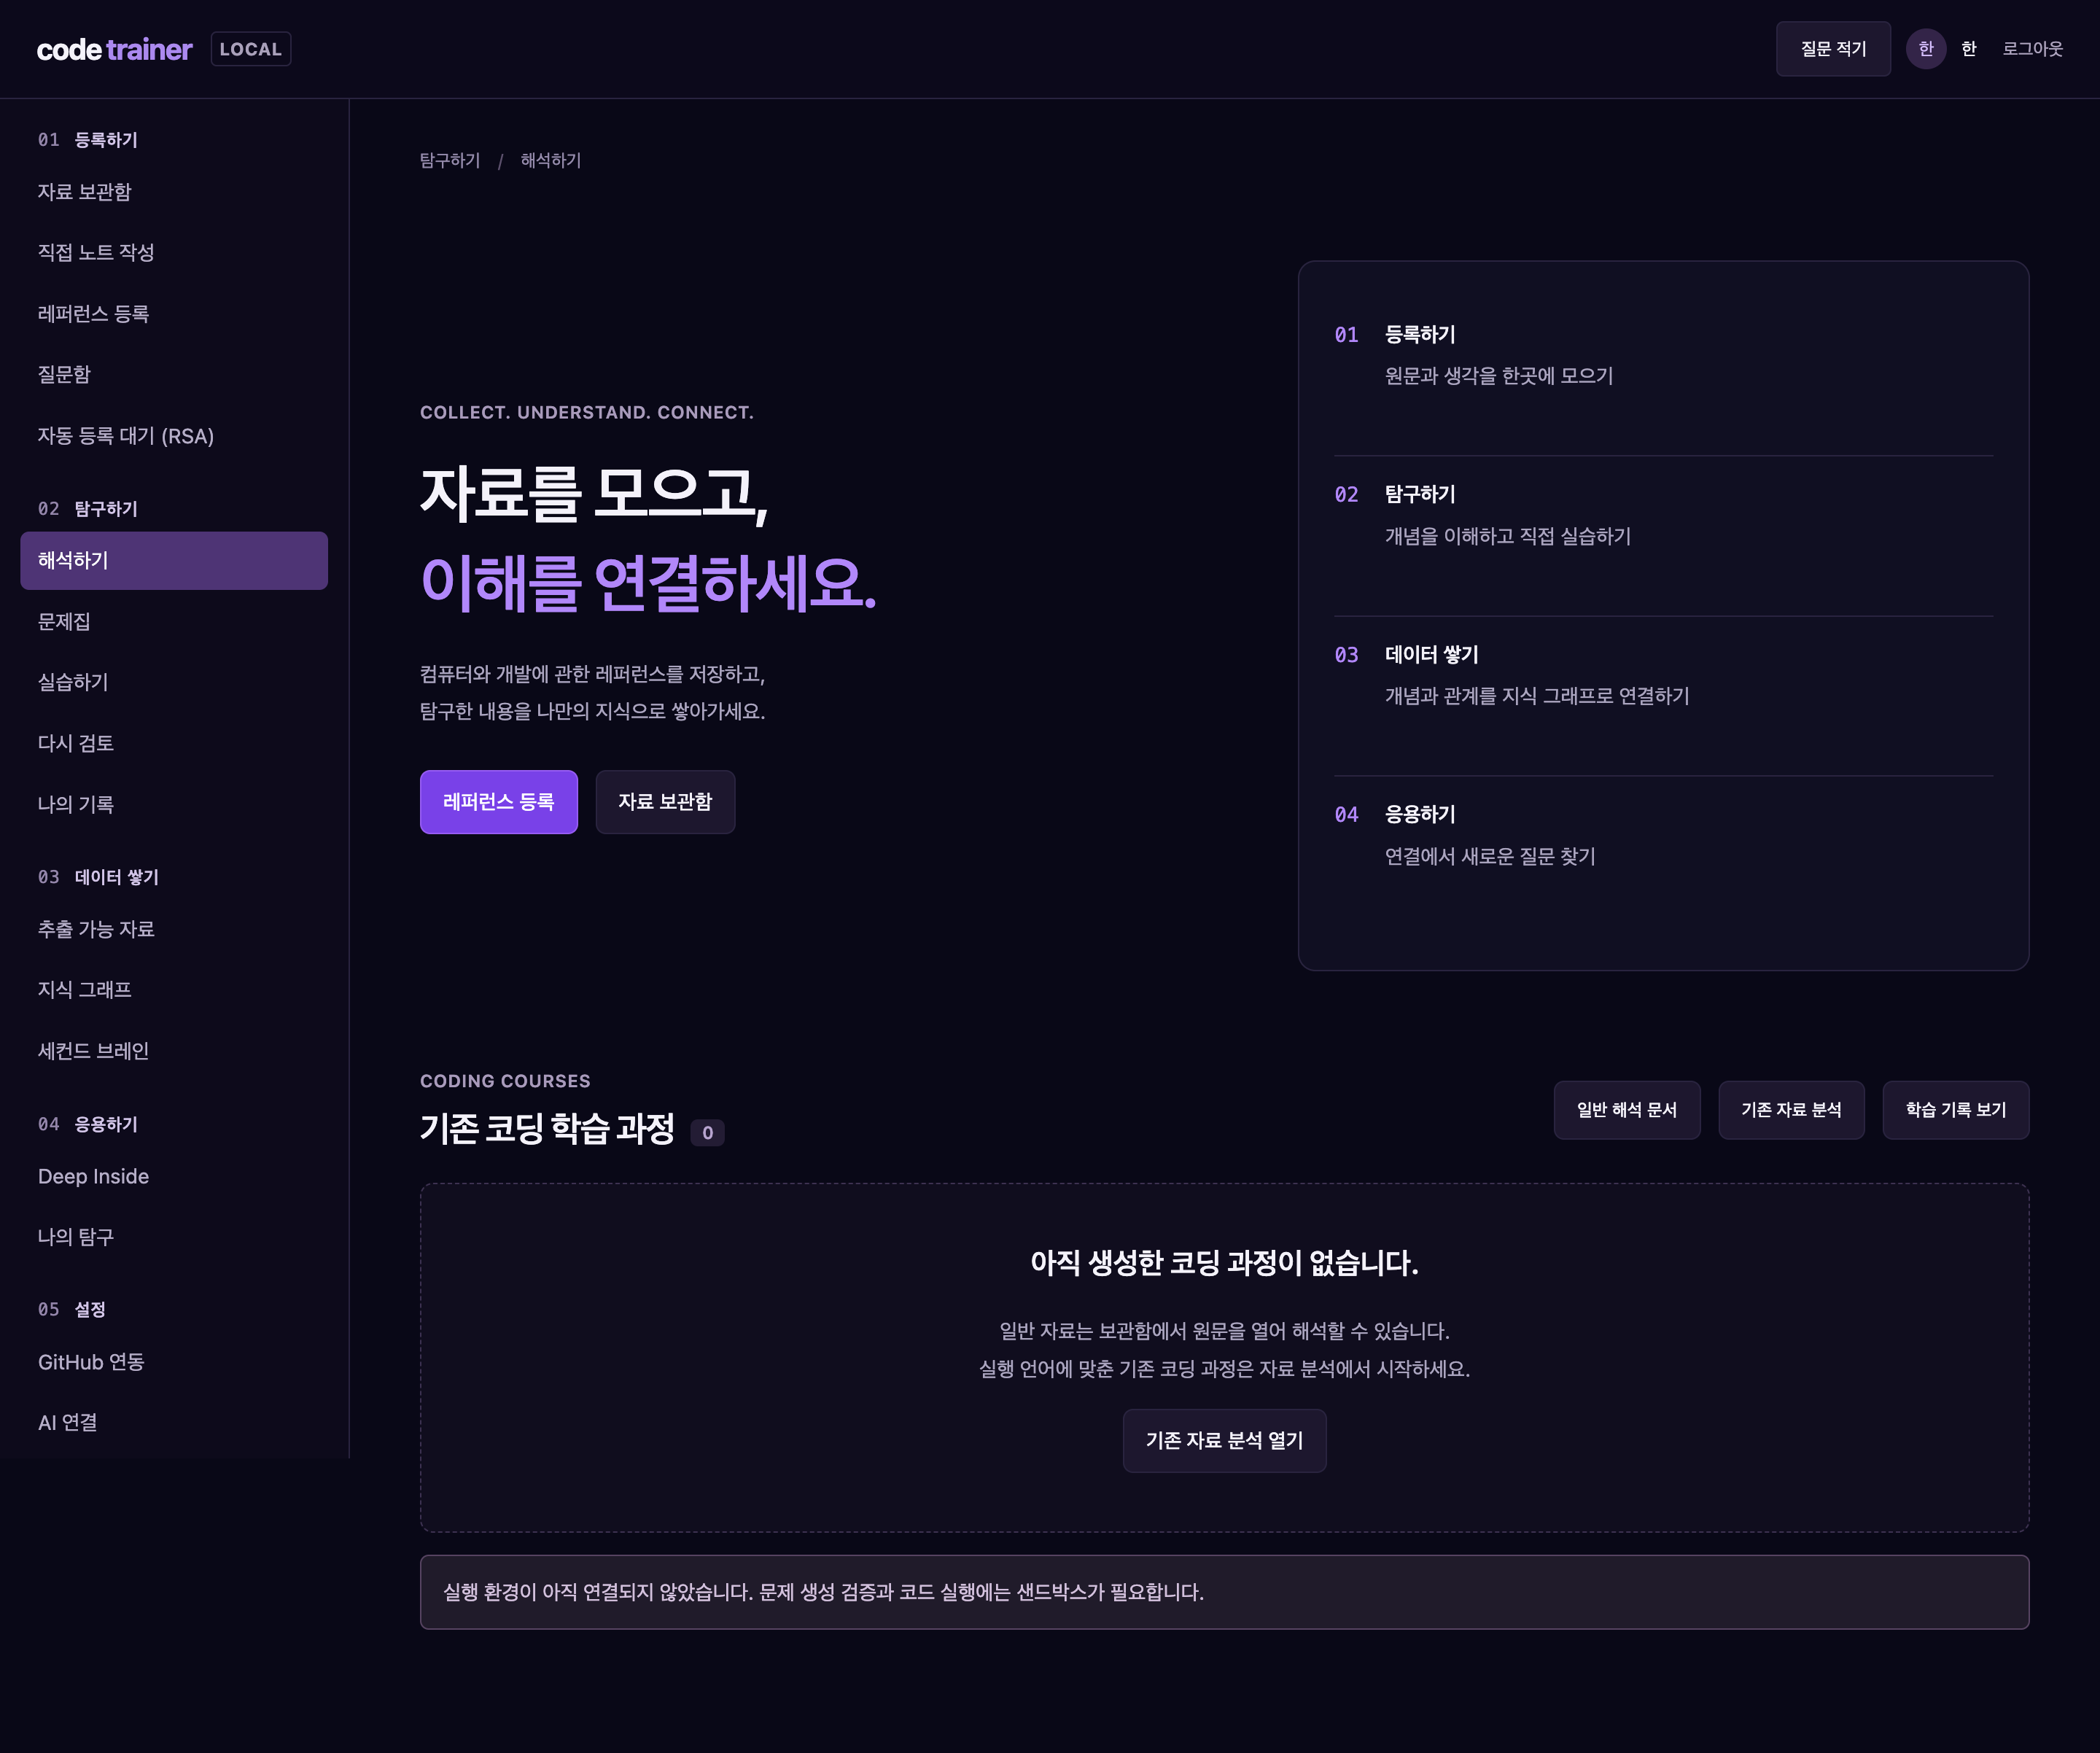 code trainer LOCAL
질문 적기 한 한 로그아웃
01 등록하기
자료 보관함
직접 노트 작성
레퍼런스 등록
질문함
자동 등록 대기 (RSA)
02 탐구하기
해석하기
문제집
실습하기
다시 검토
나의 기록
03 데이터 쌓기
추출 가능 자료
지식 그래프
세컨드 브레인
04 응용하기
Deep Inside
나의 탐구
05 설정
GitHub 연동
AI 연결
탐구하기 / 해석하기
COLLECT. UNDERSTAND. CONNECT.
자료를 모으고,
이해를 연결하세요.
컴퓨터와 개발에 관한 레퍼런스를 저장하고,
탐구한 내용을 나만의 지식으로 쌓아가세요.
레퍼런스 등록 자료 보관함
01 등록하기
원문과 생각을 한곳에 모으기
02 탐구하기
개념을 이해하고 직접 실습하기
03 데이터 쌓기
개념과 관계를 지식 그래프로 연결하기
04 응용하기
연결에서 새로운 질문 찾기
CODING COURSES
기존 코딩 학습 과정 0
일반 해석 문서 기존 자료 분석 학습 기록 보기
아직 생성한 코딩 과정이 없습니다.
일반 자료는 보관함에서 원문을 열어 해석할 수 있습니다.
실행 언어에 맞춘 기존 코딩 과정은 자료 분석에서 시작하세요.
기존 자료 분석 열기
실행 환경이 아직 연결되지 않았습니다. 문제 생성 검증과 코드 실행에는 샌드박스가 필요합니다.